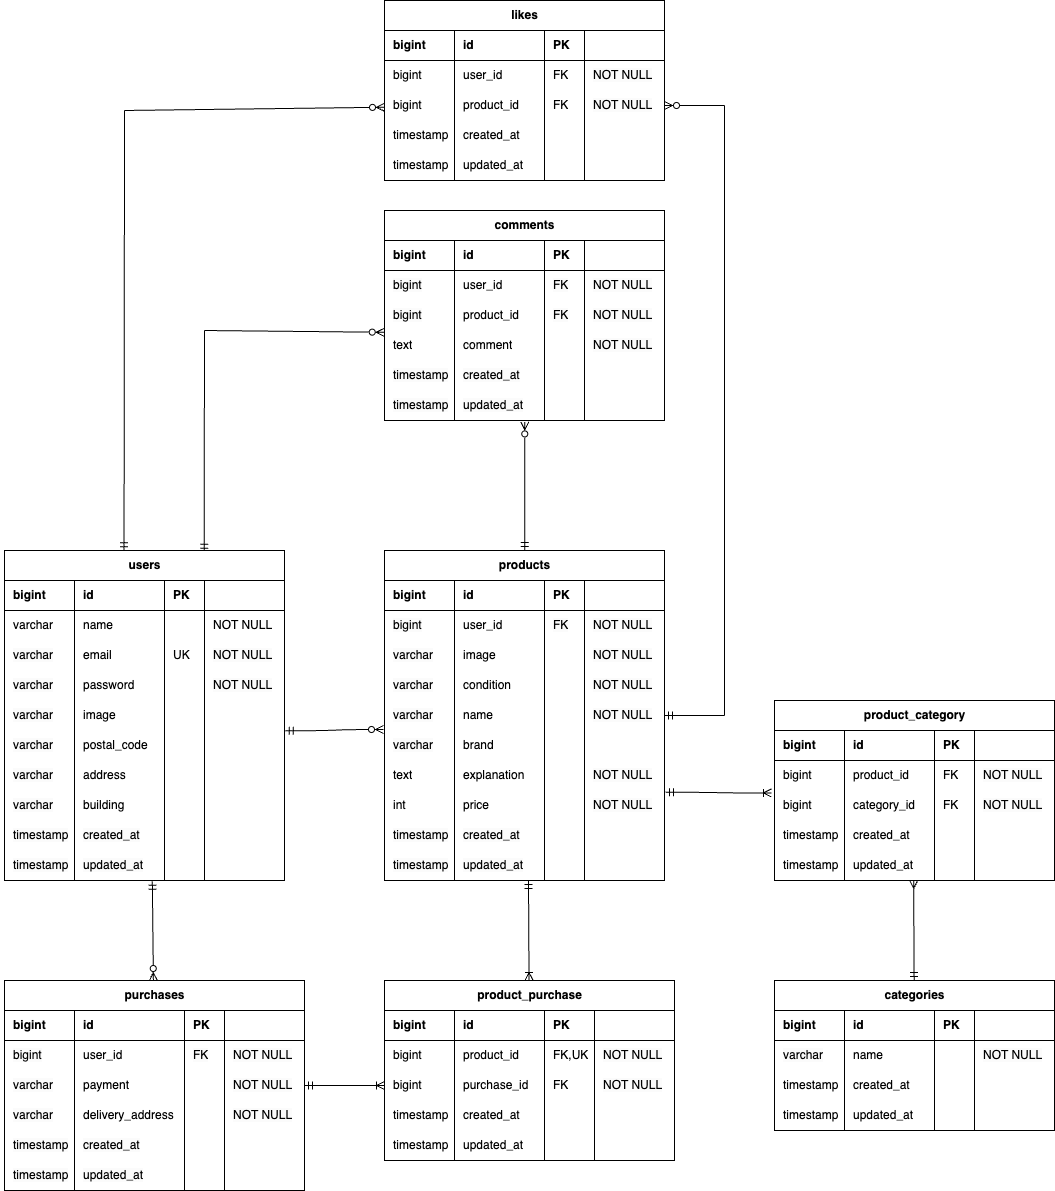 likes
bigint id PK
bigint user_id FK NOT NULL
bigint product_id FK NOT NULL
timestamp created_at
timestamp updated_at
comments
bigint id PK
bigint user_id FK NOT NULL
bigint product_id FK NOT NULL
text comment NOT NULL
timestamp created_at
timestamp updated_at
users
bigint id PK
varchar name NOT NULL
varchar email UK NOT NULL
varchar password NOT NULL
varchar image
varchar postal_code
varchar address
varchar building
timestamp created_at
timestamp updated_at
products
bigint id PK
bigint user_id FK NOT NULL
varchar image NOT NULL
varchar condition NOT NULL
varchar name NOT NULL
varchar brand
text explanation NOT NULL
int price NOT NULL
timestamp created_at
timestamp updated_at
product_category
bigint id PK
bigint product_id FK NOT NULL
bigint category_id FK NOT NULL
timestamp created_at
timestamp updated_at
purchases
bigint id PK
bigint user_id FK NOT NULL
varchar payment NOT NULL
varchar delivery_address NOT NULL
timestamp created_at
timestamp updated_at
product_purchase
bigint id PK
bigint product_id FK,UK NOT NULL
bigint purchase_id FK NOT NULL
timestamp created_at
timestamp updated_at
categories
bigint id PK
varchar name NOT NULL
timestamp created_at
timestamp updated_at